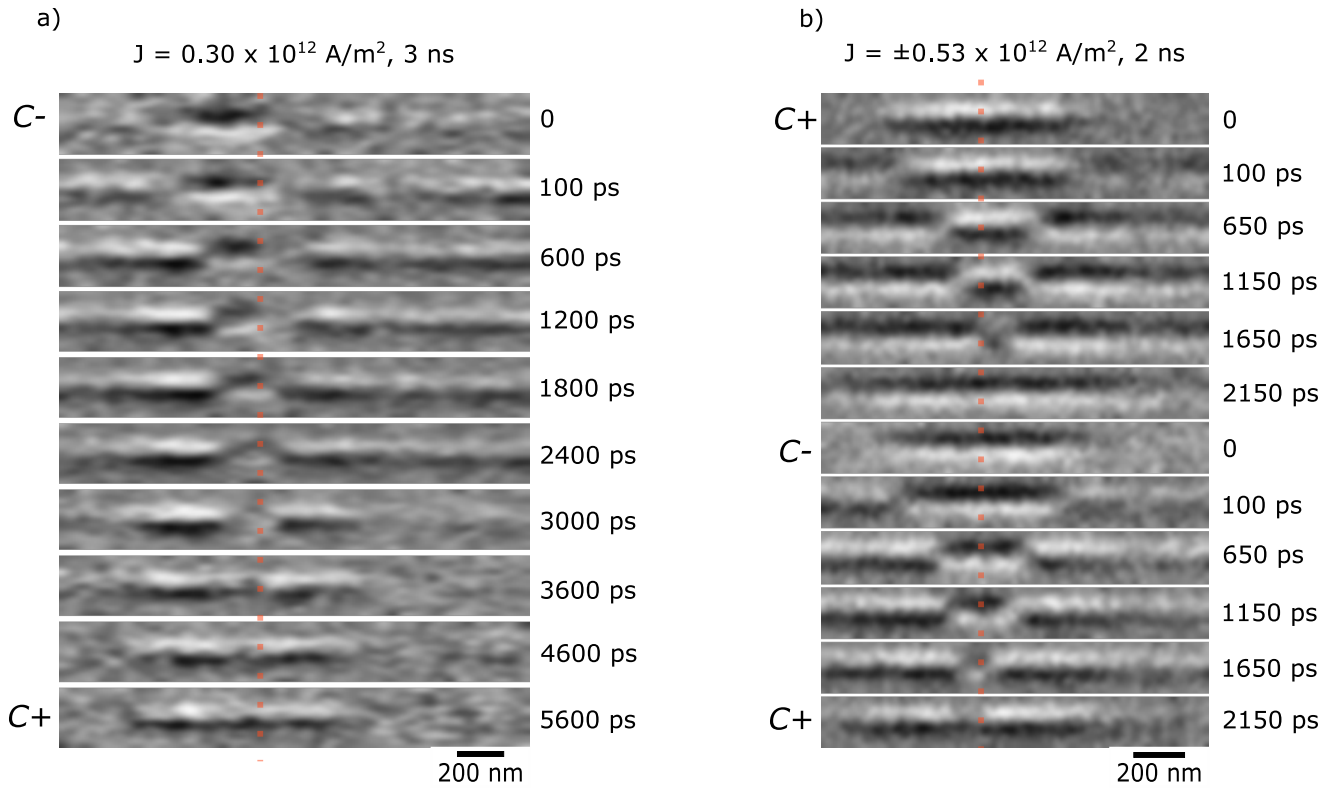 a)
J = 0.30 x 10¹² A/m², 3 ns
C-
0
100 ps
600 ps
1200 ps
1800 ps
2400 ps
3000 ps
3600 ps
4600 ps
C+
5600 ps
200 nm
b)
J = ±0.53 x 10¹² A/m², 2 ns
C+
0
100 ps
650 ps
1150 ps
1650 ps
2150 ps
C-
0
100 ps
650 ps
1150 ps
1650 ps
C+
2150 ps
200 nm